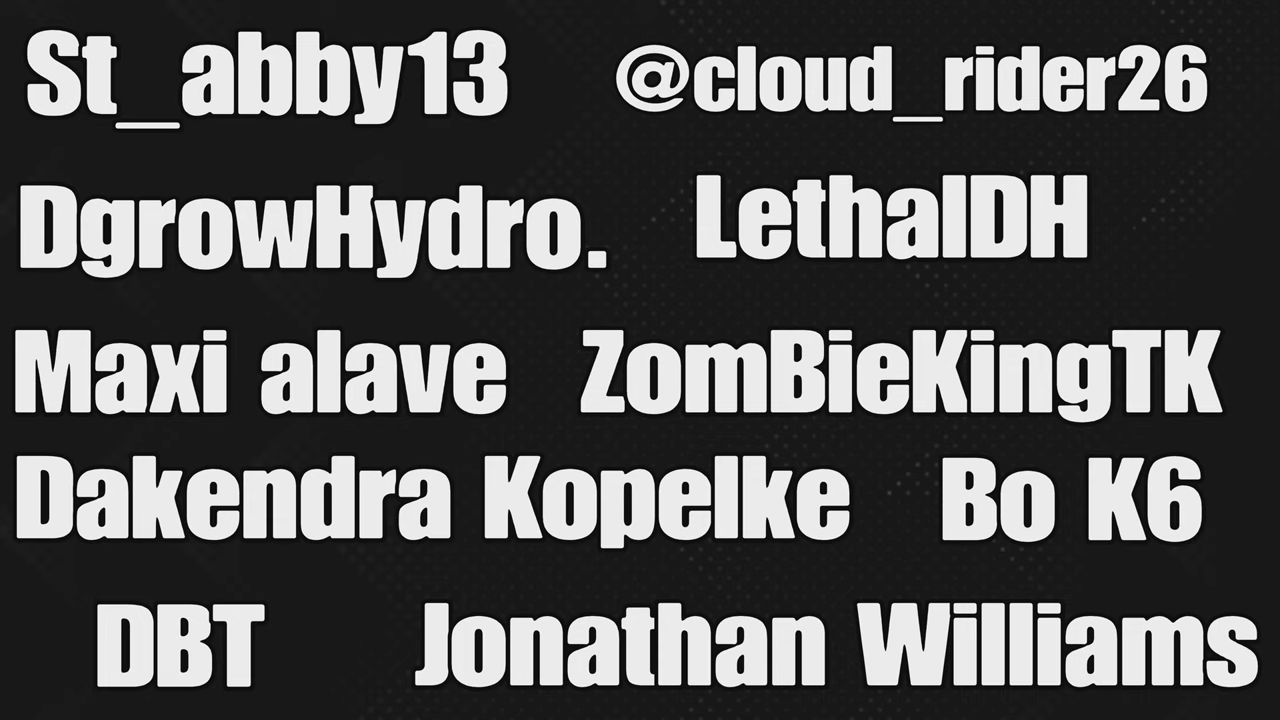 St_abby13 @cloud_rider26
DgrowHydro. LethalDH
Maxi alave ZomBieKingTK
Dakendra Kopelke Bo K6
DBT Jonathan Williams